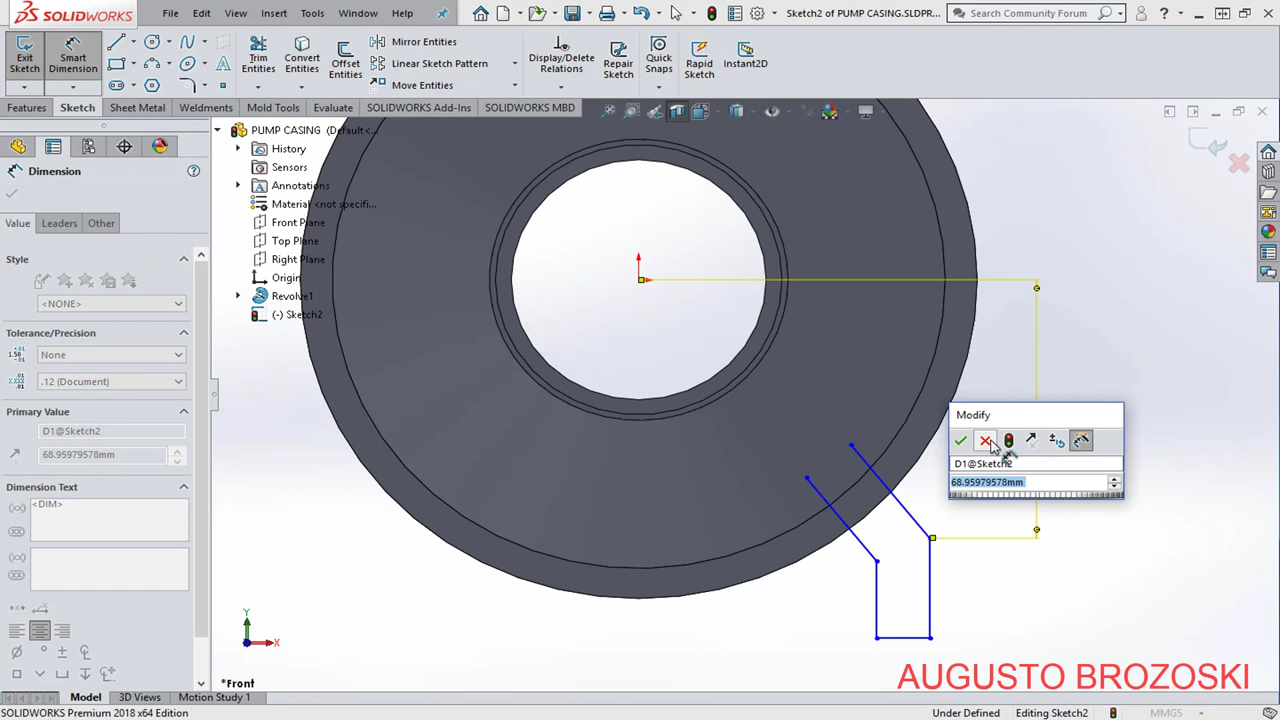 SOLIDWORKS File Edit View Insert Tools Window Help Sketch2 of PUMP CASING.SLDPR... Search Community Forum
Exit Sketch Smart Dimension Trim Entities Convert Entities Offset Entities Mirror Entities Linear Sketch Pattern Move Entities Display/Delete Relations Repair Sketch Quick Snaps Rapid Sketch Instant2D
Features Sketch Sheet Metal Weldments Mold Tools Evaluate SOLIDWORKS Add-Ins SOLIDWORKS MBD
PUMP CASING (Default<...
History
Sensors
Annotations
Material <not specifi...
Front Plane
Top Plane
Right Plane
Origin
Revolve1
(-) Sketch2
Dimension
Value Leaders Other
Style
<NONE>
Tolerance/Precision
None
.12 (Document)
Primary Value
D1@Sketch2
68.95979578mm
Dimension Text
<DIM>
Modify
D1@Sketch2
68.95979578mm
Y
X
*Front
AUGUSTO BROZOSKI
Model 3D Views Motion Study 1
SOLIDWORKS Premium 2018 x64 Edition Under Defined Editing Sketch2 MMGS